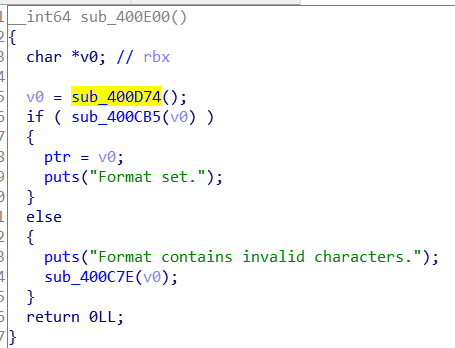 1 __int64 sub_400E00()
2 {
3 char *v0; // rbx
4
5 v0 = sub_400D74();
6 if ( sub_400CB5(v0) )
7 {
8 ptr = v0;
9 puts("Format set.");
0 }
1 else
2 {
3 puts("Format contains invalid characters.");
4 sub_400C7E(v0);
5 }
6 return 0LL;
7 }